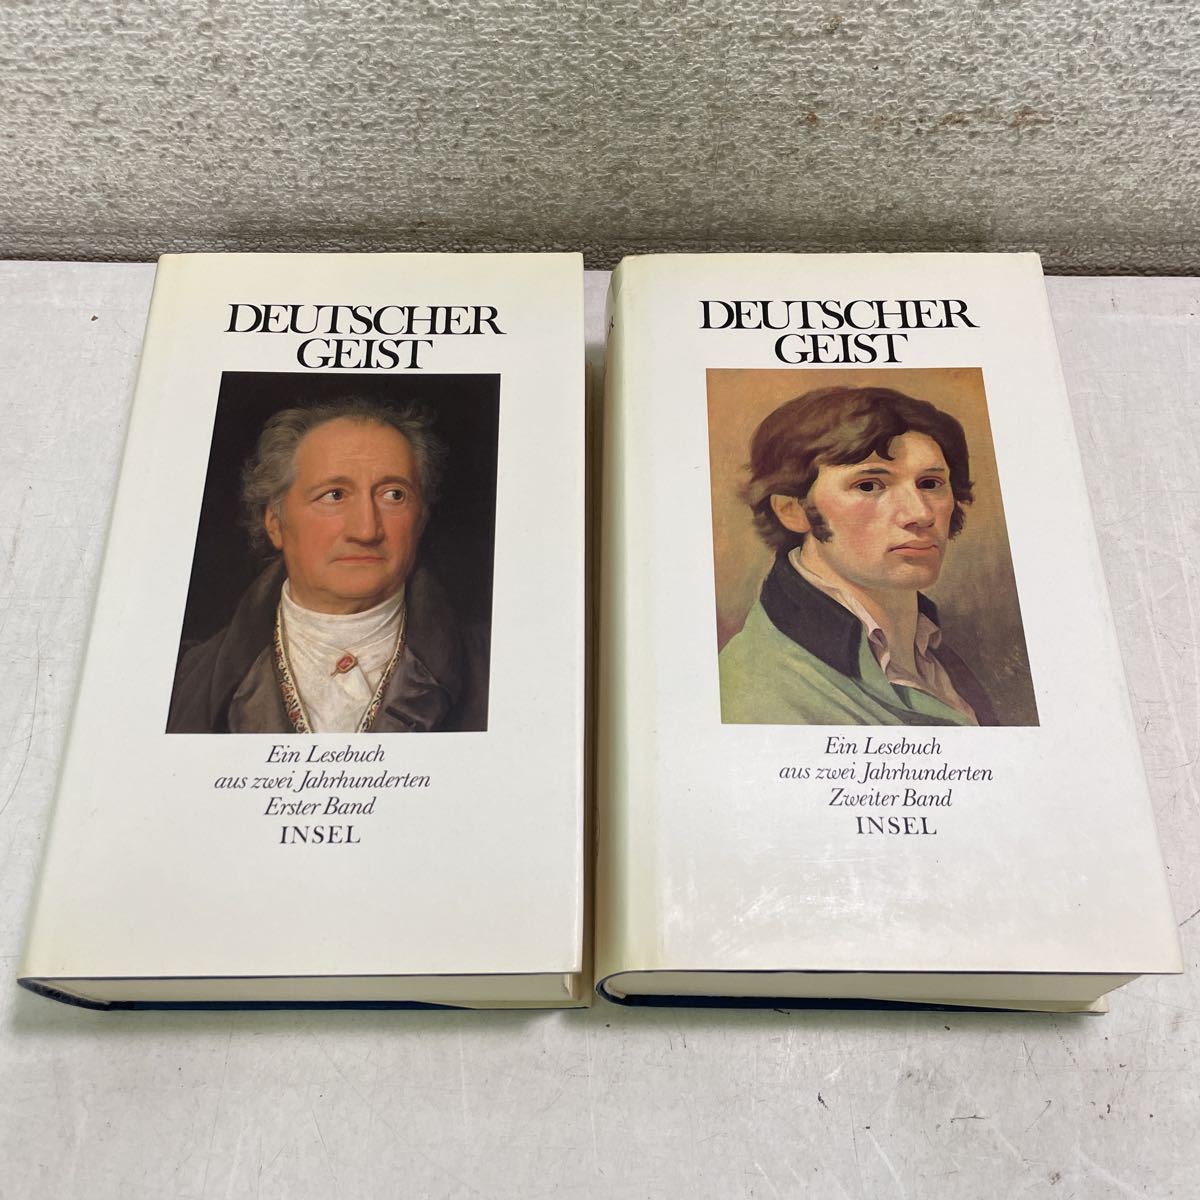 DEUTSCHER
GEIST
Ein Lesebuch
aus zwei Jahrhunderten
Erster Band
INSEL
DEUTSCHER
GEIST
Ein Lesebuch
aus zwei Jahrhunderten
Zweiter Band
INSEL